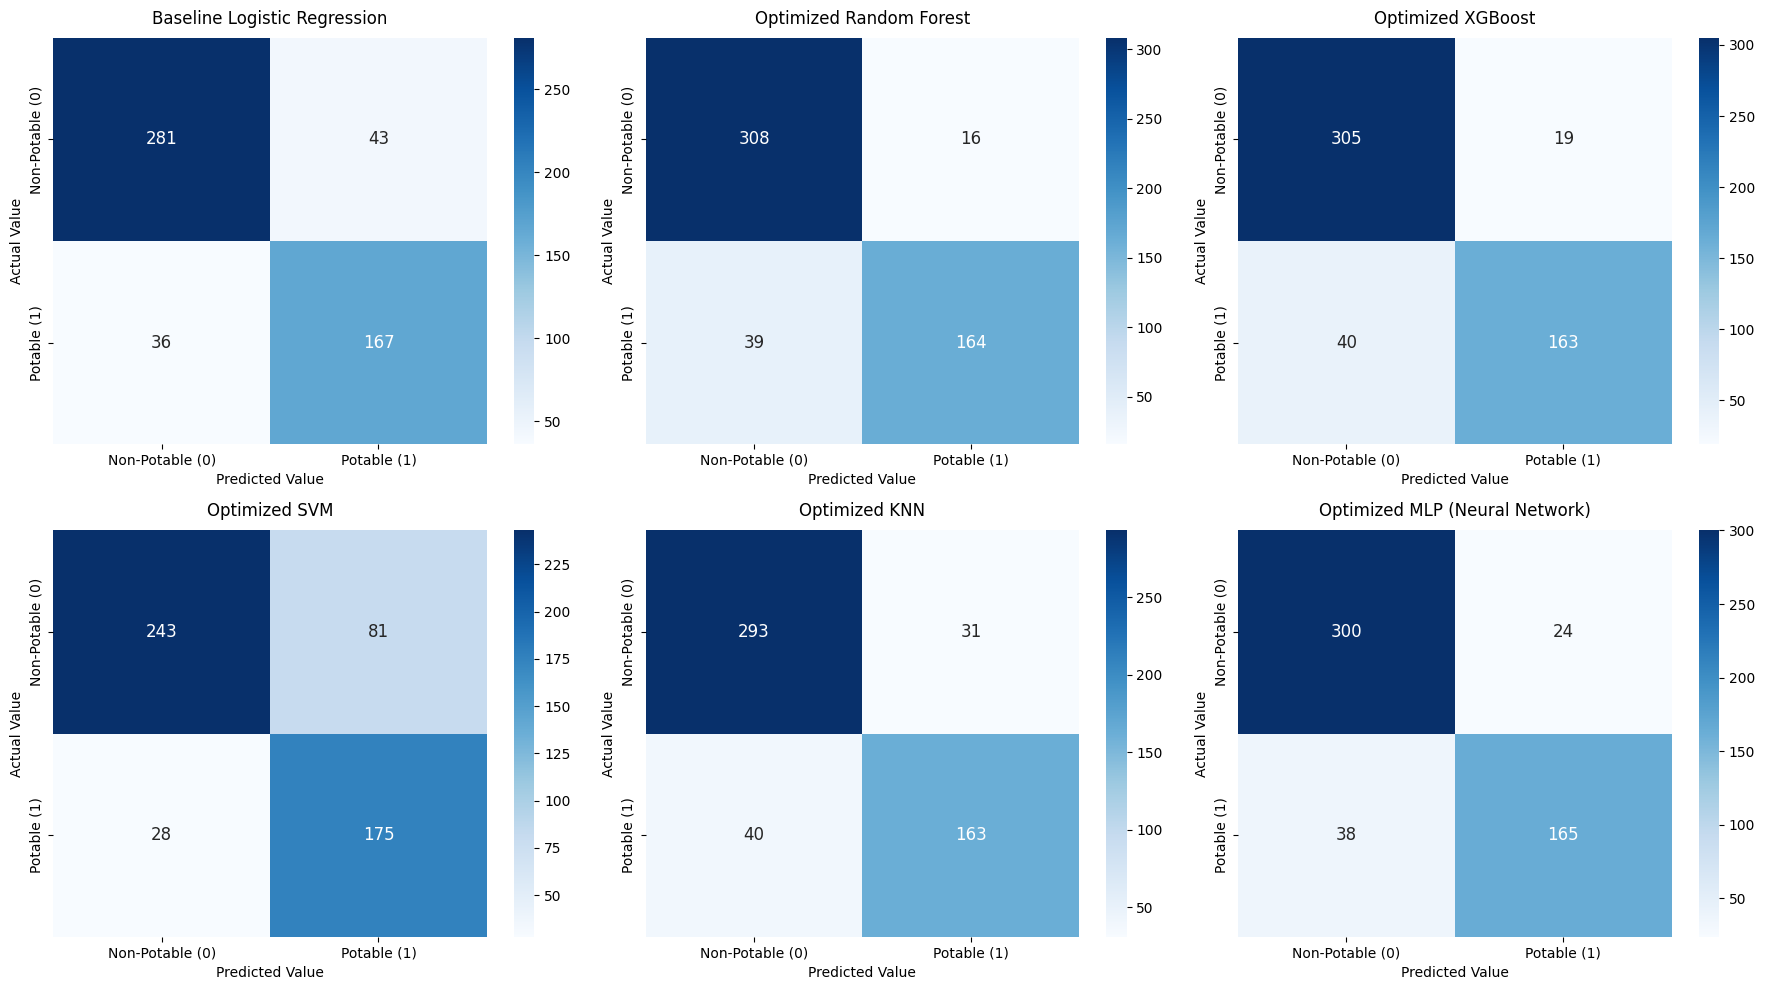 Baseline Logistic Regression
Non-Potable (0)
Potable (1)
Actual Value
281
43
36
167
Non-Potable (0)
Potable (1)
Predicted Value
250
200
150
100
50
Optimized Random Forest
Non-Potable (0)
Potable (1)
Actual Value
308
16
39
164
Non-Potable (0)
Potable (1)
Predicted Value
300
250
200
150
100
50
Optimized XGBoost
Non-Potable (0)
Potable (1)
Actual Value
305
19
40
163
Non-Potable (0)
Potable (1)
Predicted Value
300
250
200
150
100
50
Optimized SVM
Non-Potable (0)
Potable (1)
Actual Value
243
81
28
175
Non-Potable (0)
Potable (1)
Predicted Value
225
200
175
150
125
100
75
50
Optimized KNN
Non-Potable (0)
Potable (1)
Actual Value
293
31
40
163
Non-Potable (0)
Potable (1)
Predicted Value
250
200
150
100
50
Optimized MLP (Neural Network)
Non-Potable (0)
Potable (1)
Actual Value
300
24
38
165
Non-Potable (0)
Potable (1)
Predicted Value
300
250
200
150
100
50